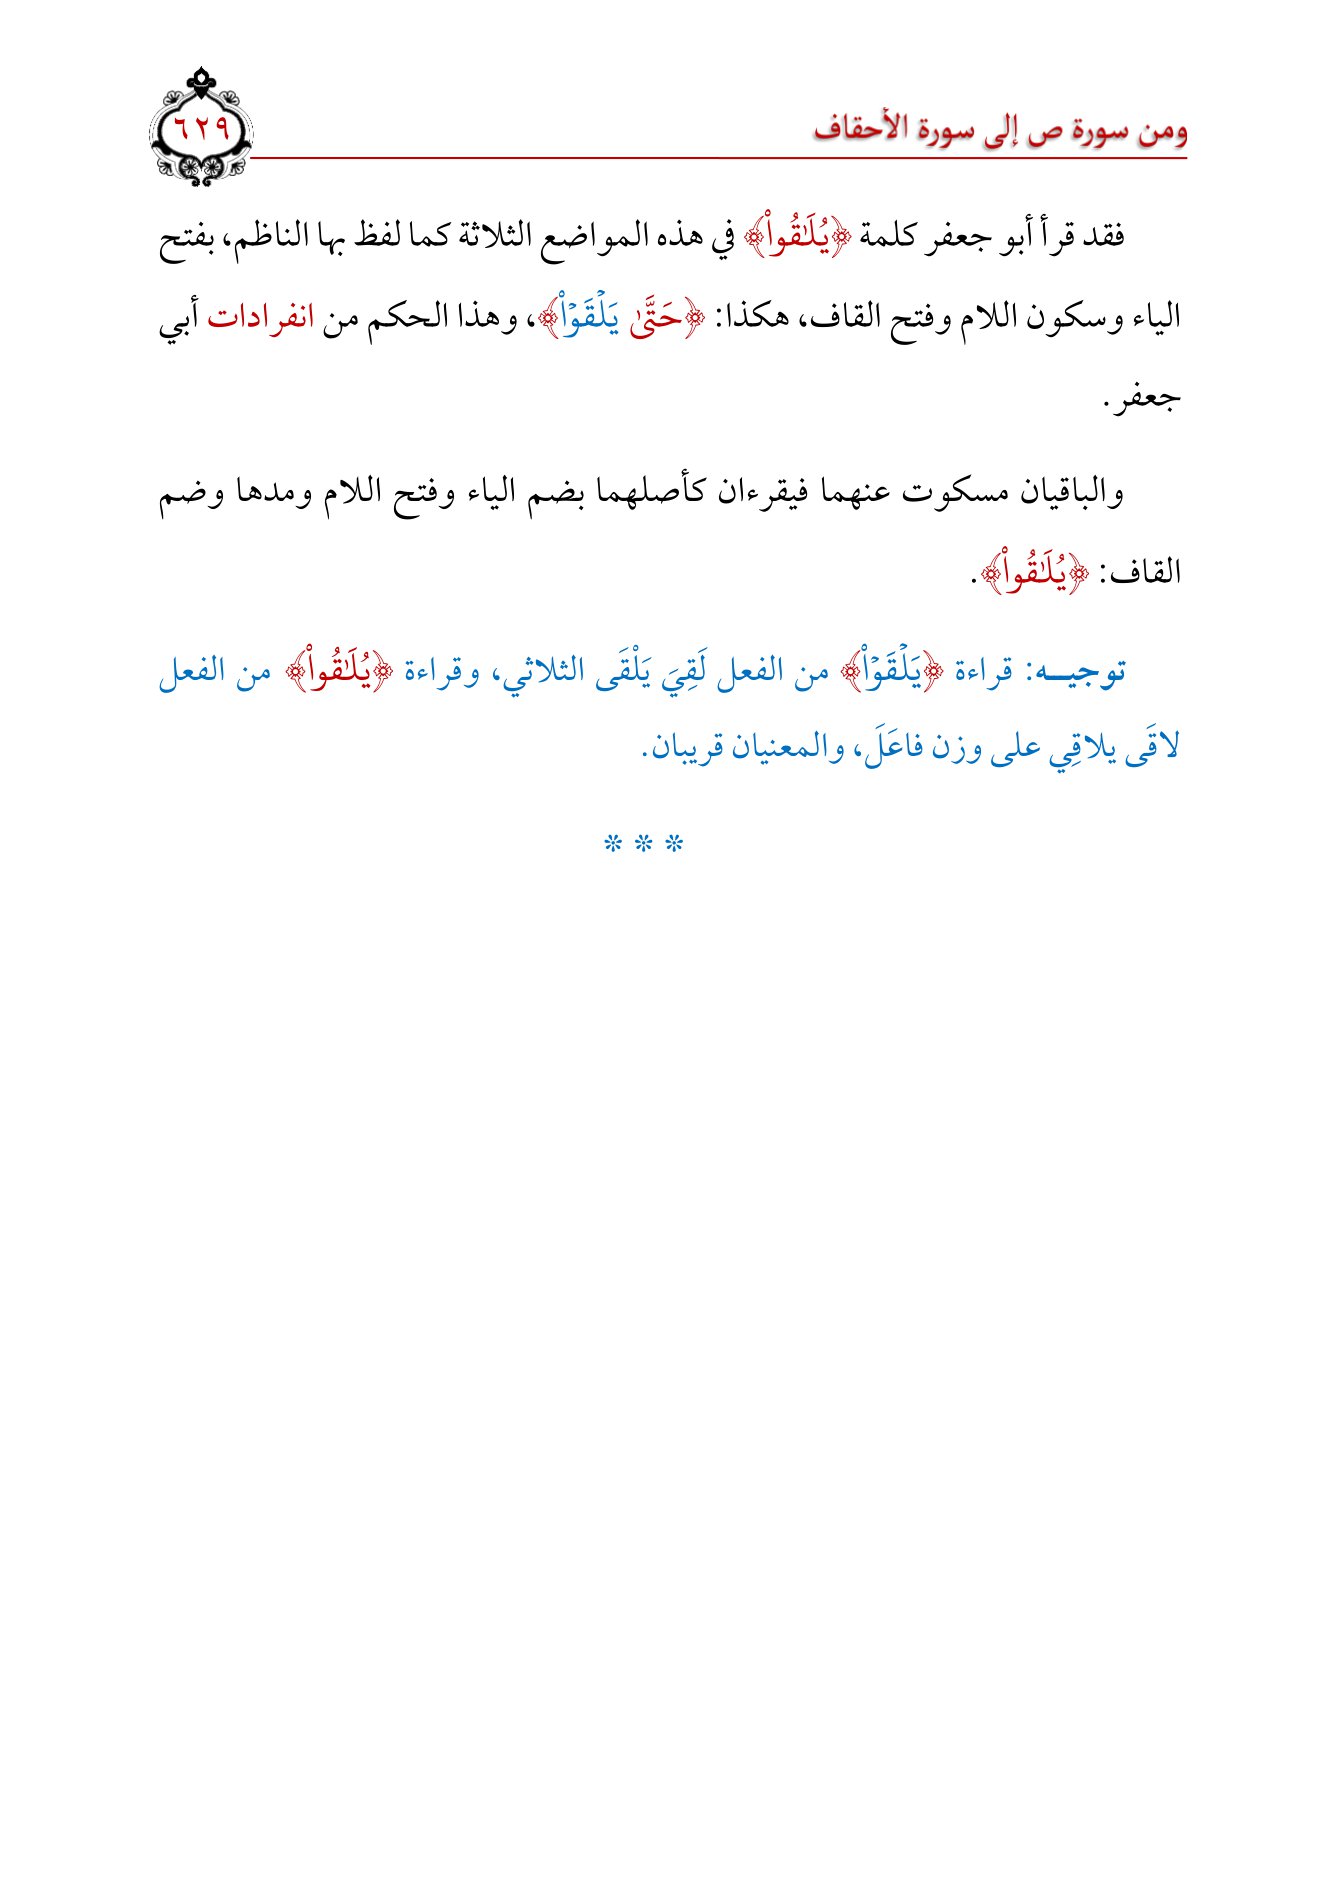 ومن سورة ص إلى سورة الأحقاف
٦٢٩
فقد قرأ أبو جعفر كلمة ﴿يُلَٰقُواْ﴾ في هذه المواضع الثلاثة كما لفظ بها الناظم، بفتح
الياء وسكون اللام وفتح القاف، هكذا: ﴿حَتَّىٰ يَلۡقَوۡاْ﴾، وهذا الحكم من انفرادات أبي
جعفر.
والباقيان مسكوت عنهما فيقرءان كأصلهما بضم الياء وفتح اللام ومدها وضم
القاف: ﴿يُلَٰقُواْ﴾.
توجيـــه: قراءة ﴿يَلۡقَوۡاْ﴾ من الفعل لَقِيَ يَلْقَى الثلاثي، وقراءة ﴿يُلَٰقُواْ﴾ من الفعل
لاقَى يلاقِي على وزن فاعَلَ، والمعنيان قريبان.
* * *